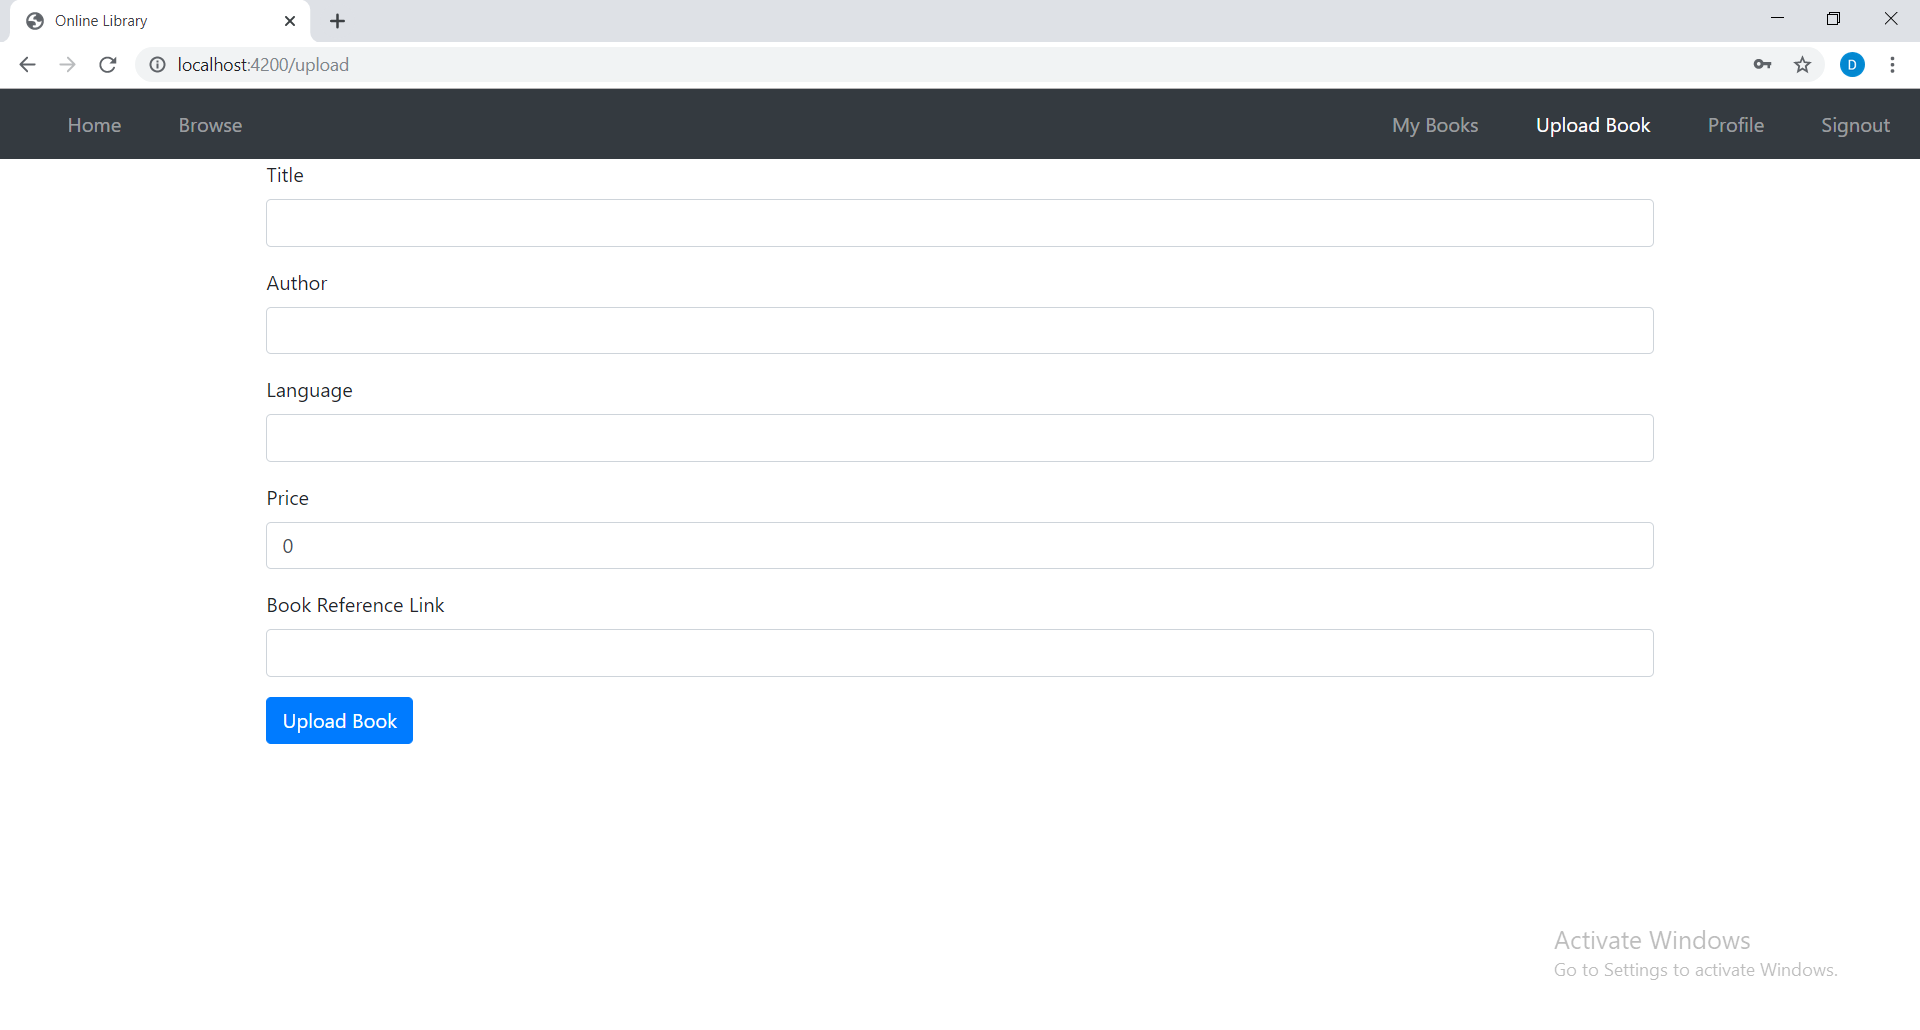 Online Library
localhost:4200/upload
D
Home Browse My Books Upload Book Profile Signout
Title
Author
Language
Price
0
Book Reference Link
Upload Book
Activate Windows
Go to Settings to activate Windows.